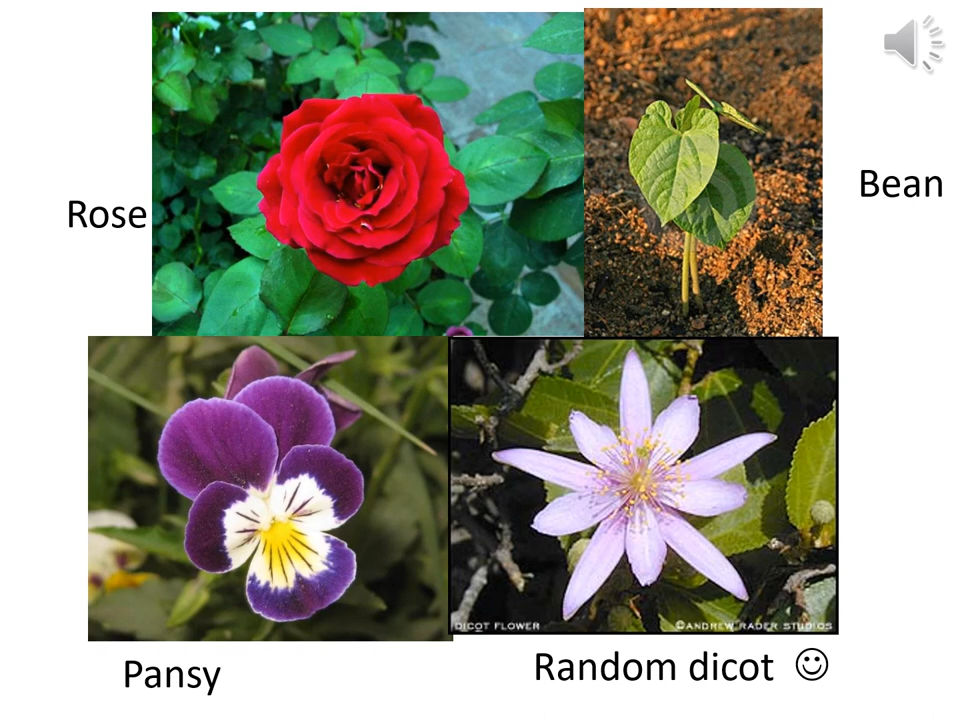 Rose
Bean
DICOT FLOWER
©ANDREW RADER STUDIOS
Pansy
Random dicot ☺